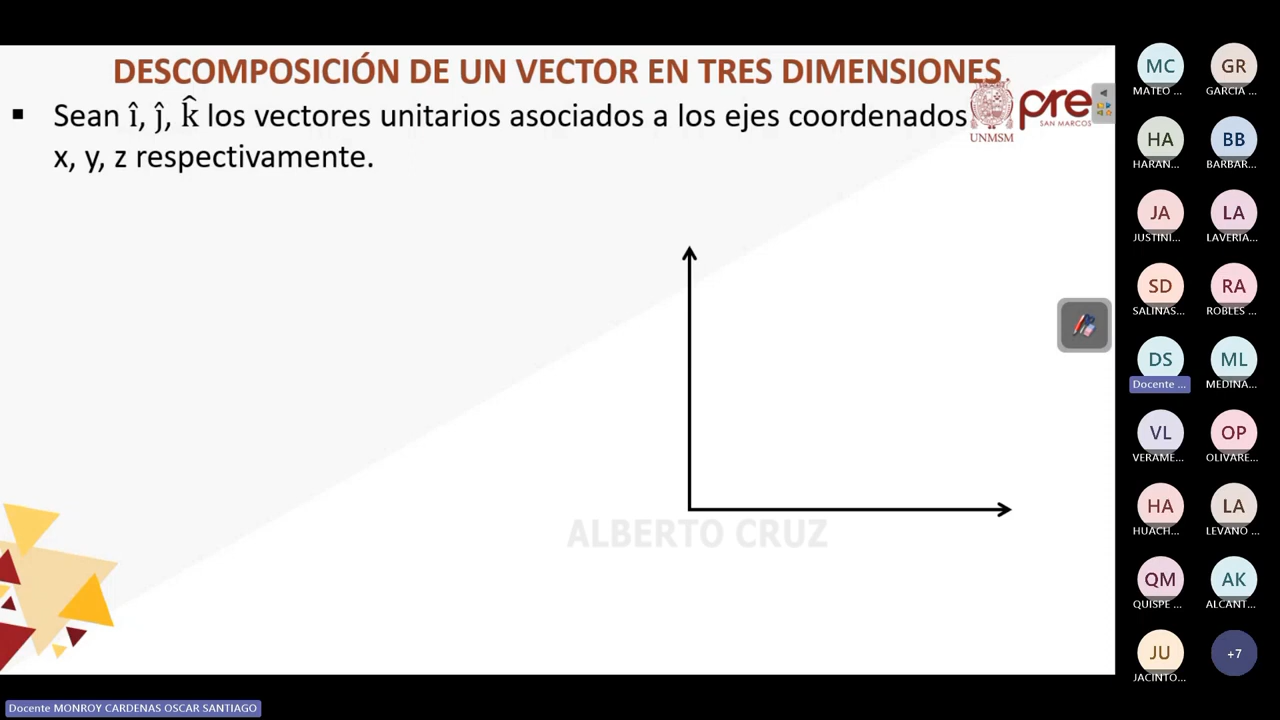 DESCOMPOSICIÓN DE UN VECTOR EN TRES DIMENSIONES.
▪ Sean î, ĵ, k̂ los vectores unitarios asociados a los ejes coordenados
x, y, z respectivamente.
UNMSM
pre
SAN MARCOS
ALBERTO CRUZ
MC
MATEO ...
GR
GARCIA ...
HA
HARAN...
BB
BARBAR...
JA
JUSTINI...
LA
LAVERIA...
SD
SALINAS...
RA
ROBLES ...
DS
Docente ...
ML
MEDINA...
VL
VERAME...
OP
OLIVARE...
HA
HUACH...
LA
LEVANO ...
QM
QUISPE ...
AK
ALCANT...
JU
JACINTO...
+7
Docente MONROY CARDENAS OSCAR SANTIAGO